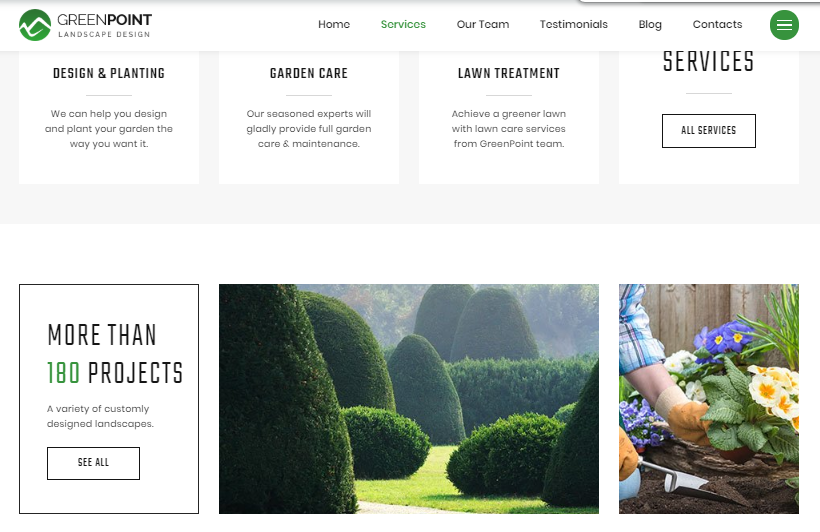 GREENPOINT
LANDSCAPE DESIGN
Home Services Our Team Testimonials Blog Contacts
DESIGN & PLANTING
We can help you design
and plant your garden the
way you want it.
GARDEN CARE
Our seasoned experts will
gladly provide full garden
care & maintenance.
LAWN TREATMENT
Achieve a greener lawn
with lawn care services
from GreenPoint team.
SERVICES
ALL SERVICES
MORE THAN
180 PROJECTS
A variety of customly
designed landscapes.
SEE ALL